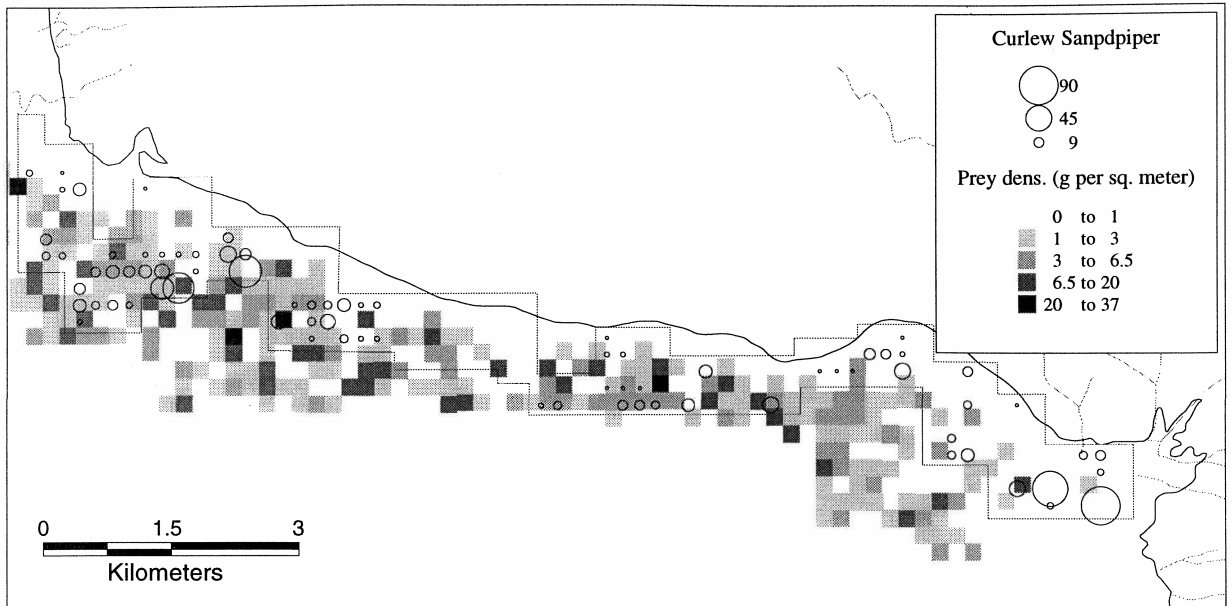 Curlew Sanpdpiper
90
45
9
Prey dens. (g per sq. meter)
0 to 1
1 to 3
3 to 6.5
6.5 to 20
20 to 37
0 1.5 3
Kilometers